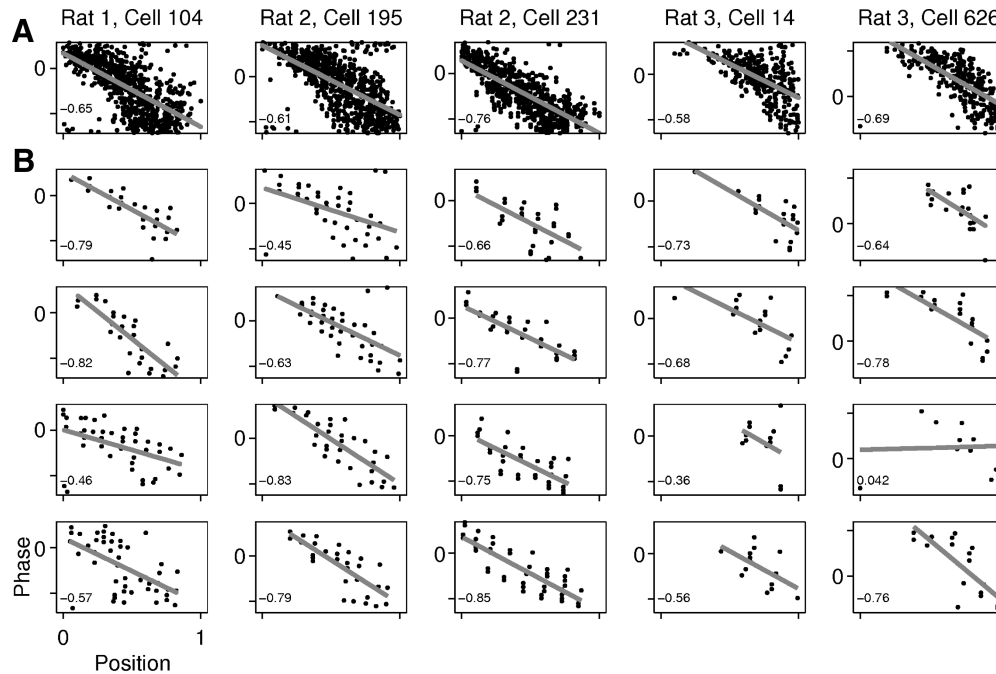 Rat 1, Cell 104 Rat 2, Cell 195 Rat 2, Cell 231 Rat 3, Cell 14 Rat 3, Cell 626
A
0 0 0 0 0
−0.65 −0.61 −0.76 −0.58 −0.69
B
0 0 0 0 0
−0.79 −0.45 −0.66 −0.73 −0.64
0 0 0 0 0
−0.82 −0.63 −0.77 −0.68 −0.78
0 0 0 0 0
−0.46 −0.83 −0.75 −0.36 0.042
0 0 0 0 0
−0.57 −0.79 −0.85 −0.56 −0.76
Phase
0 1
Position